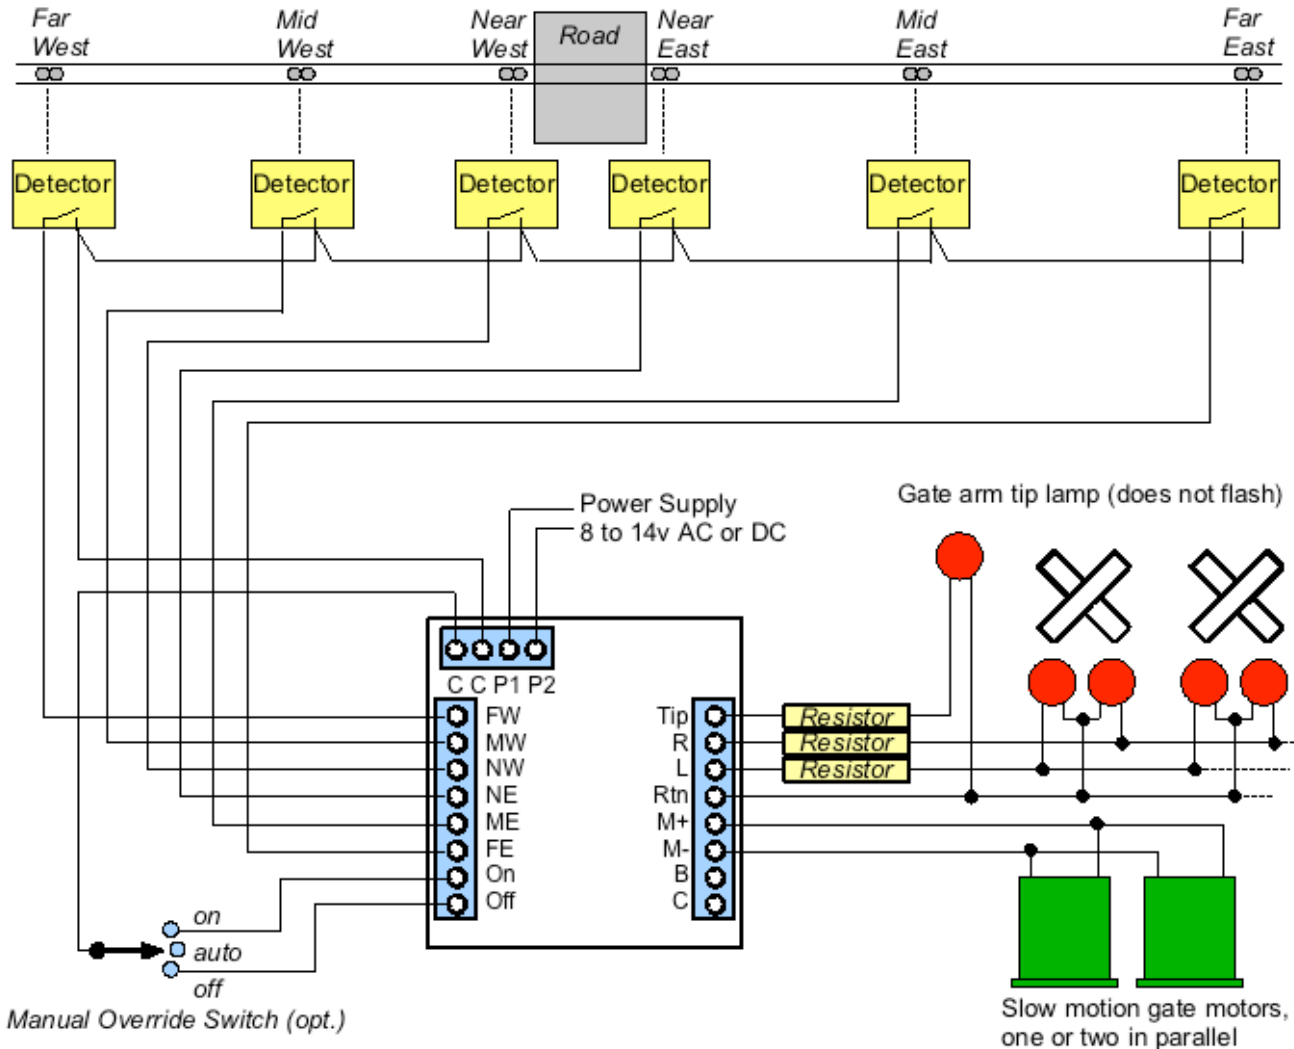 Far West
Mid West
Near West
Road
Near East
Mid East
Far East
Detector
Detector
Detector
Detector
Detector
Detector
Power Supply
8 to 14v AC or DC
Gate arm tip lamp (does not flash)
C C P1 P2
FW
MW
NW
NE
ME
FE
On
Off
Tip
R
L
Rtn
M+
M-
B
C
Resistor
Resistor
Resistor
on
auto
off
Manual Override Switch (opt.)
Slow motion gate motors,
one or two in parallel